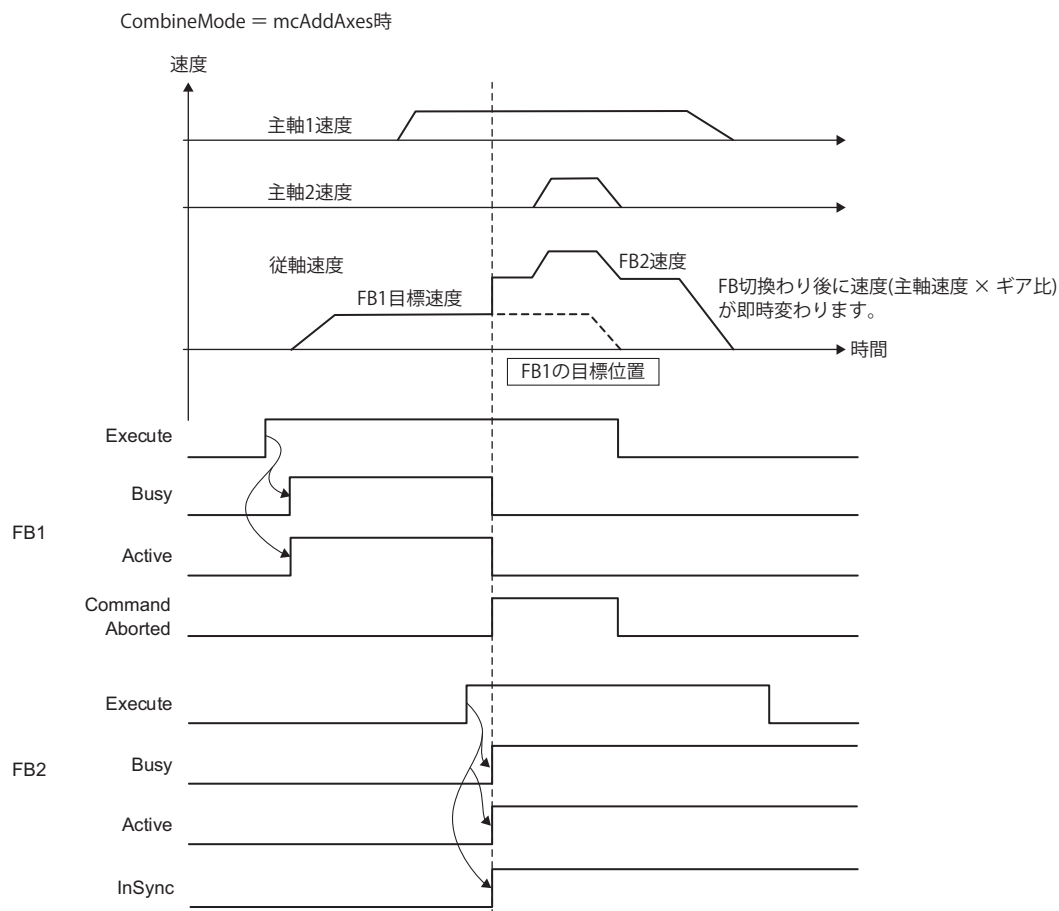 CombineMode ＝ mcAddAxes時
速度
主軸1速度
主軸2速度
従軸速度
FB2速度
FB1目標速度
FB切換わり後に速度(主軸速度 × ギア比)
が即時変わります。
時間
FB1の目標位置
Execute
Busy
FB1
Active
Command
Aborted
Execute
FB2
Busy
Active
InSync